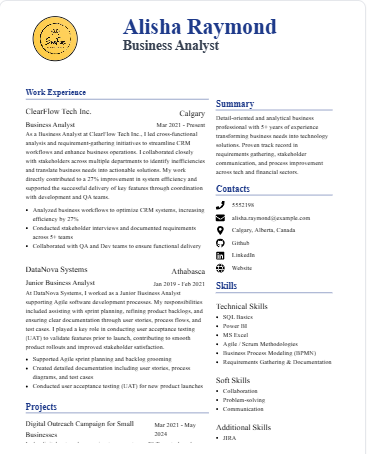 Alisha Raymond
Business Analyst
Work Experience
ClearFlow Tech Inc.
Calgary
Business Analyst
Mar 2021 - Present
As a Business Analyst at ClearFlow Tech Inc., I led cross-functional
analysis and requirement-gathering initiatives to streamline CRM
workflows and enhance business operations. I collaborated closely
with stakeholders across multiple departments to identify inefficiencies
and translate business needs into actionable solutions. My work
directly contributed to a 27% improvement in system efficiency and
supported the successful delivery of key features through coordination
with development and QA teams.
• Analyzed business workflows to optimize CRM systems, increasing
efficiency by 27%
• Conducted stakeholder interviews and documented requirements
across 5+ teams
• Collaborated with QA and Dev teams to ensure functional delivery
DataNova Systems
Athabasca
Junior Business Analyst
Jan 2019 - Feb 2021
At DataNova Systems, I worked as a Junior Business Analyst
supporting Agile software development processes. My responsibilities
included assisting with sprint planning, refining product backlogs, and
ensuring clear documentation through user stories, process flows, and
test cases. I played a key role in conducting user acceptance testing
(UAT) to validate features prior to launch, contributing to smooth
product rollouts and improved stakeholder satisfaction.
• Supported Agile sprint planning and backlog grooming
• Created detailed documentation including user stories, process
diagrams, and test cases
• Conducted user acceptance testing (UAT) for new product launches
Projects
Digital Outreach Campaign for Small
Businesses
Mar 2021 - May
2024
Summary
Detail-oriented and analytical business
professional with 5+ years of experience
transforming business needs into technology
solutions. Proven track record in
requirements gathering, stakeholder
communication, and process improvement
across tech and financial sectors.
Contacts
5552198
alisha.raymond@example.com
Calgary, Alberta, Canada
Github
LinkedIn
Website
Skills
Technical Skills
• SQL Basics
• Power BI
• MS Excel
• Agile / Scrum Methodologies
• Business Process Modeling (BPMN)
• Requirements Gathering & Documentation
Soft Skills
• Collaboration
• Problem-solving
• Communication
Additional Skills
• JIRA